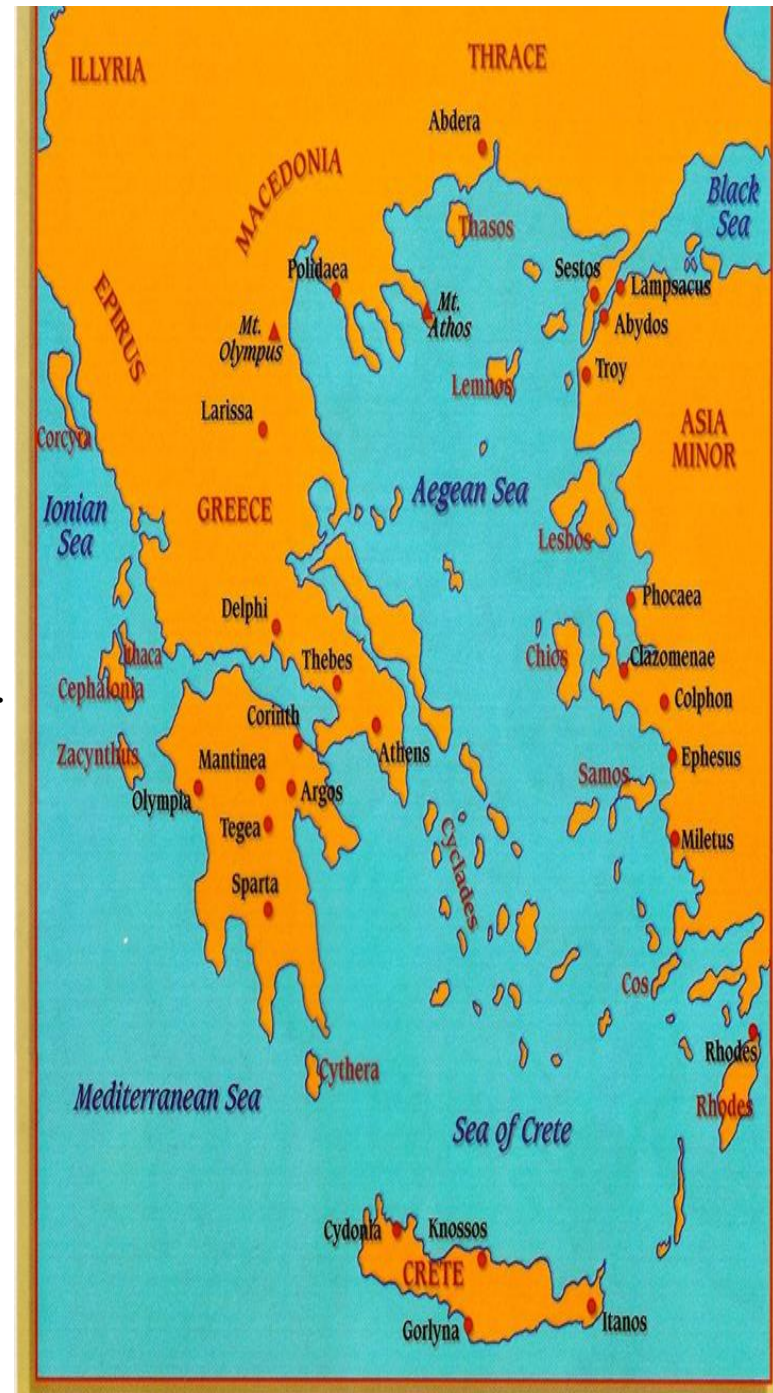 ILLYRIA
THRACE
Abdera
MACEDONIA
Black
Sea
Thasos
Polidaea
Sestos
Lampsacus
EPIRUS
Mt.
Athos
Abydos
Mt.
Olympus
Troy
Lemnos
Larissa
ASIA
MINOR
Corcyra
Aegean Sea
Ionian
Sea
GREECE
Lesbos
Phocaea
Delphi
Ithaca
Thebes
Chios
Clazomenae
Cephalonia
Colphon
Corinth
Zacynthus
Mantinea
Athens
Ephesus
Samos
Olympia
Argos
Tegea
Cyclades
Miletus
Sparta
Cos
Rhodes
Cythera
Mediterranean Sea
Rhodes
Sea of Crete
Cydonia
Knossos
CRETE
Gorlyna
Itanos